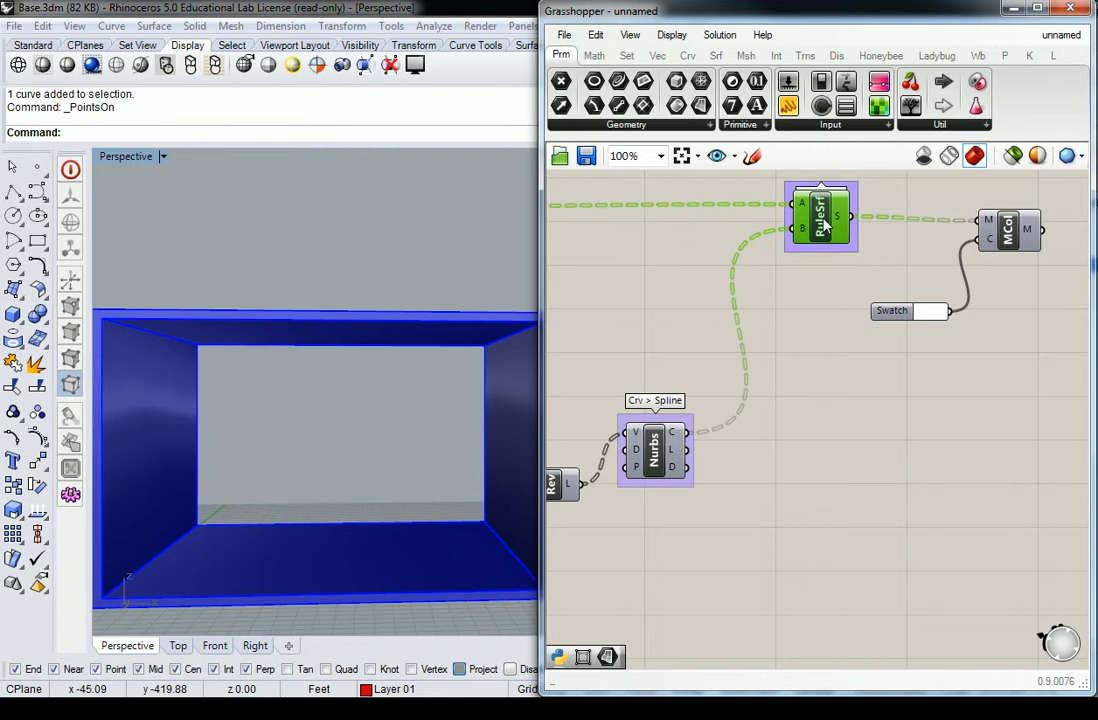 Base.3dm (82 KB) - Rhinoceros 5.0 Educational Lab License (read-only) - [Perspective]
File Edit View Curve Surface Solid Mesh Dimension Transform Tools Analyze Render Panels
Standard CPlanes Set View Display Select Viewport Layout Visibility Transform Curve Tools
1 curve added to selection.
Command: _PointsOn
Command:
Perspective
z
x
Perspective Top Front Right
End Near Point Mid Cen Int Perp Tan Quad Knot Vertex Project
CPlane x -45.09 y -419.88 z 0.00 Feet Layer 01
Grasshopper - unnamed
File Edit View Display Solution Help unnamed
Prm Math Set Vec Crv Srf Msh Int Trns Dis Honeybee Ladybug Wb P K L
Geometry Primitive Input Util
100%
A
B
RuleSrf
S
M
C
MCol
M
Swatch
Crv > Spline
V
D
P
Nurbs
C
L
D
Rev
L
0.9.0076